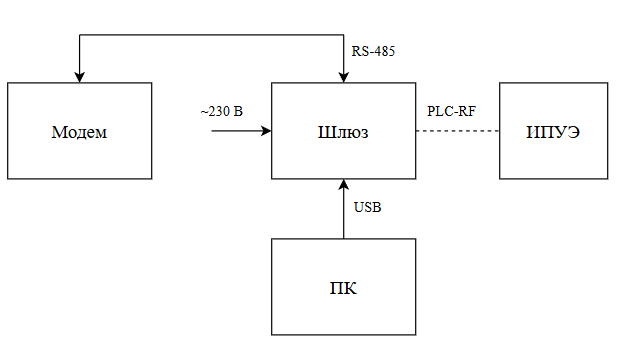 RS-485
Модем
~230 В
Шлюз
PLC-RF
ИПУЭ
USB
ПК